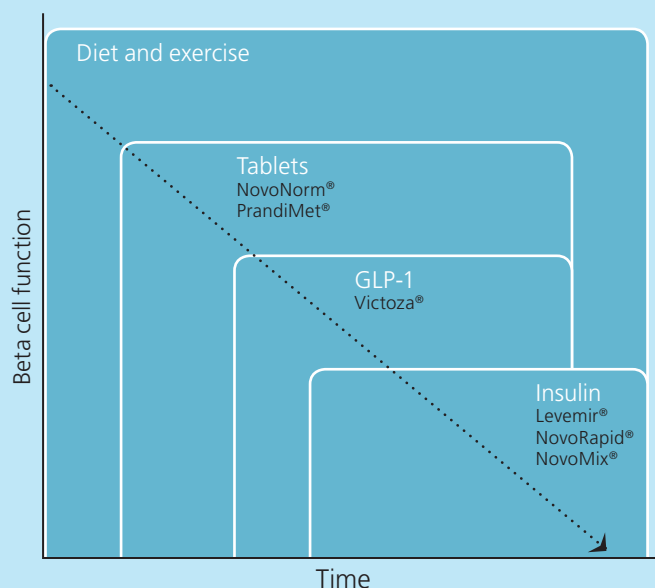 Diet and exercise
Tablets
NovoNorm®
PrandiMet®
GLP-1
Victoza®
Insulin
Levemir®
NovoRapid®
NovoMix®
Beta cell function
Time